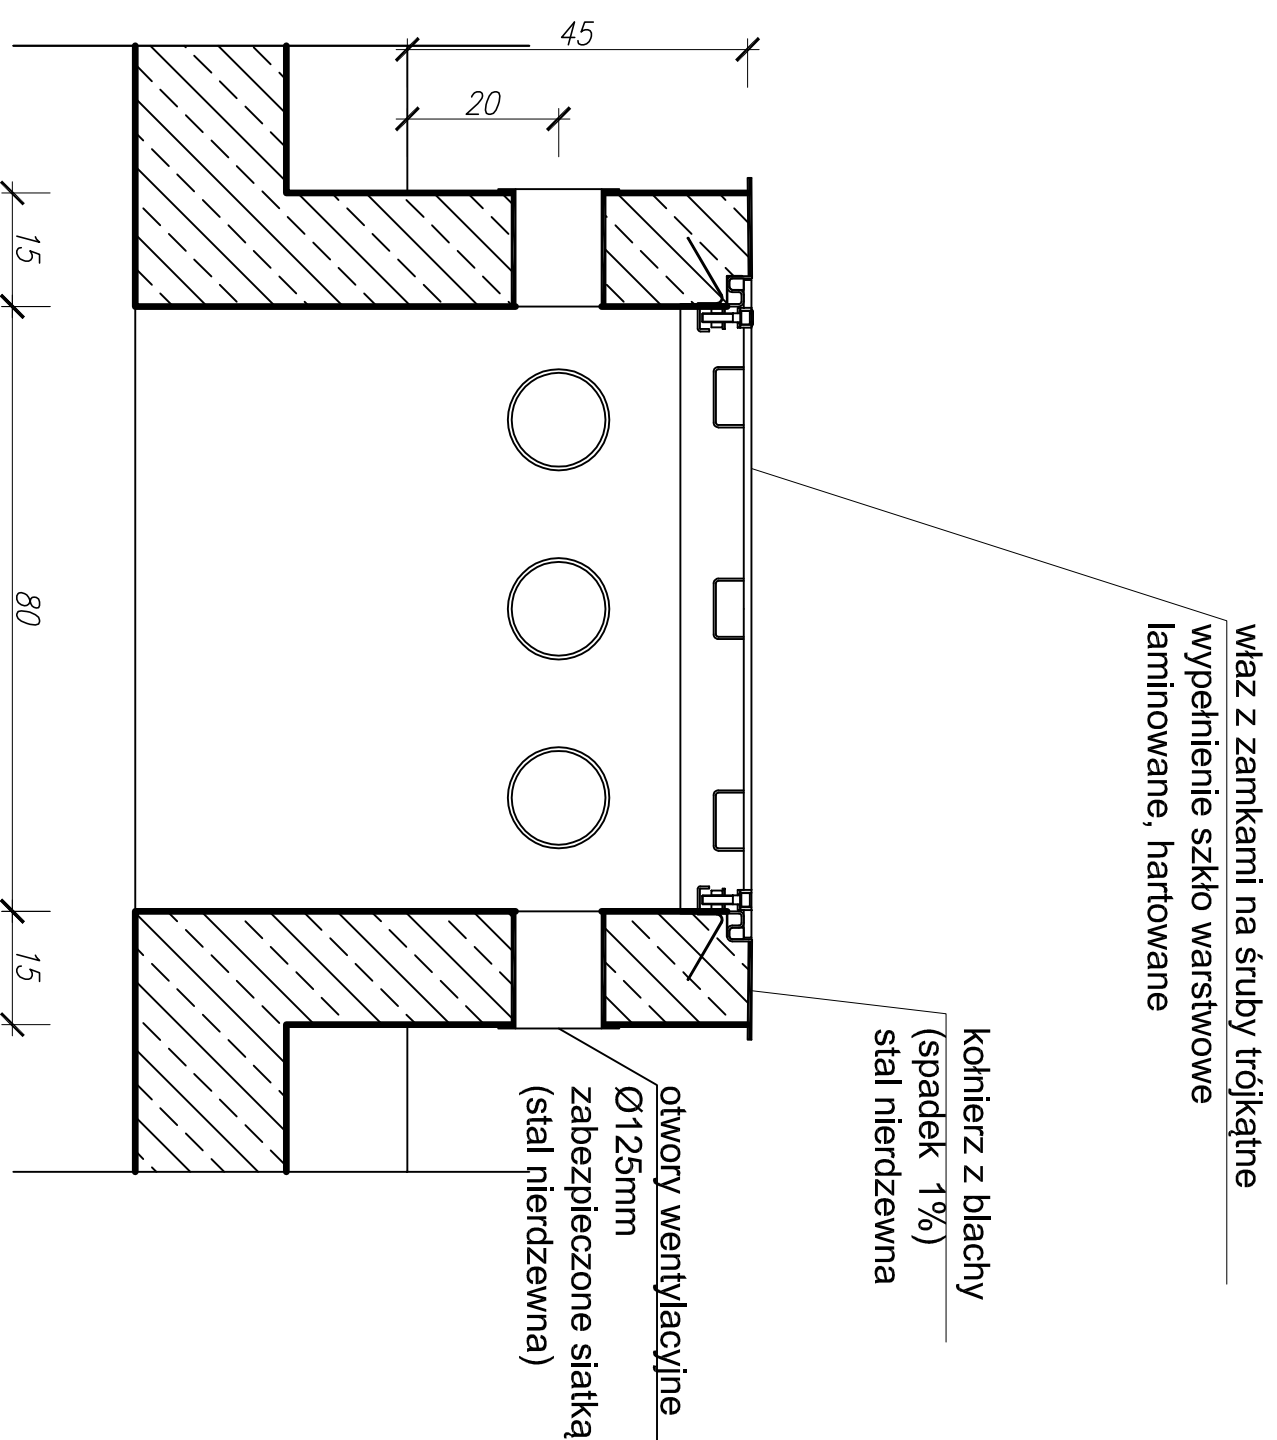 właz z zamkami na śruby trójkątne
wypełnienie szkło warstwowe
laminowane, hartowane
kołnierz z blachy
(spadek 1%)
stal nierdzewna
otwory wentylacyjne
Ø125mm
zabezpieczone siatką
(stal nierdzewna)
45
20
15
80
15